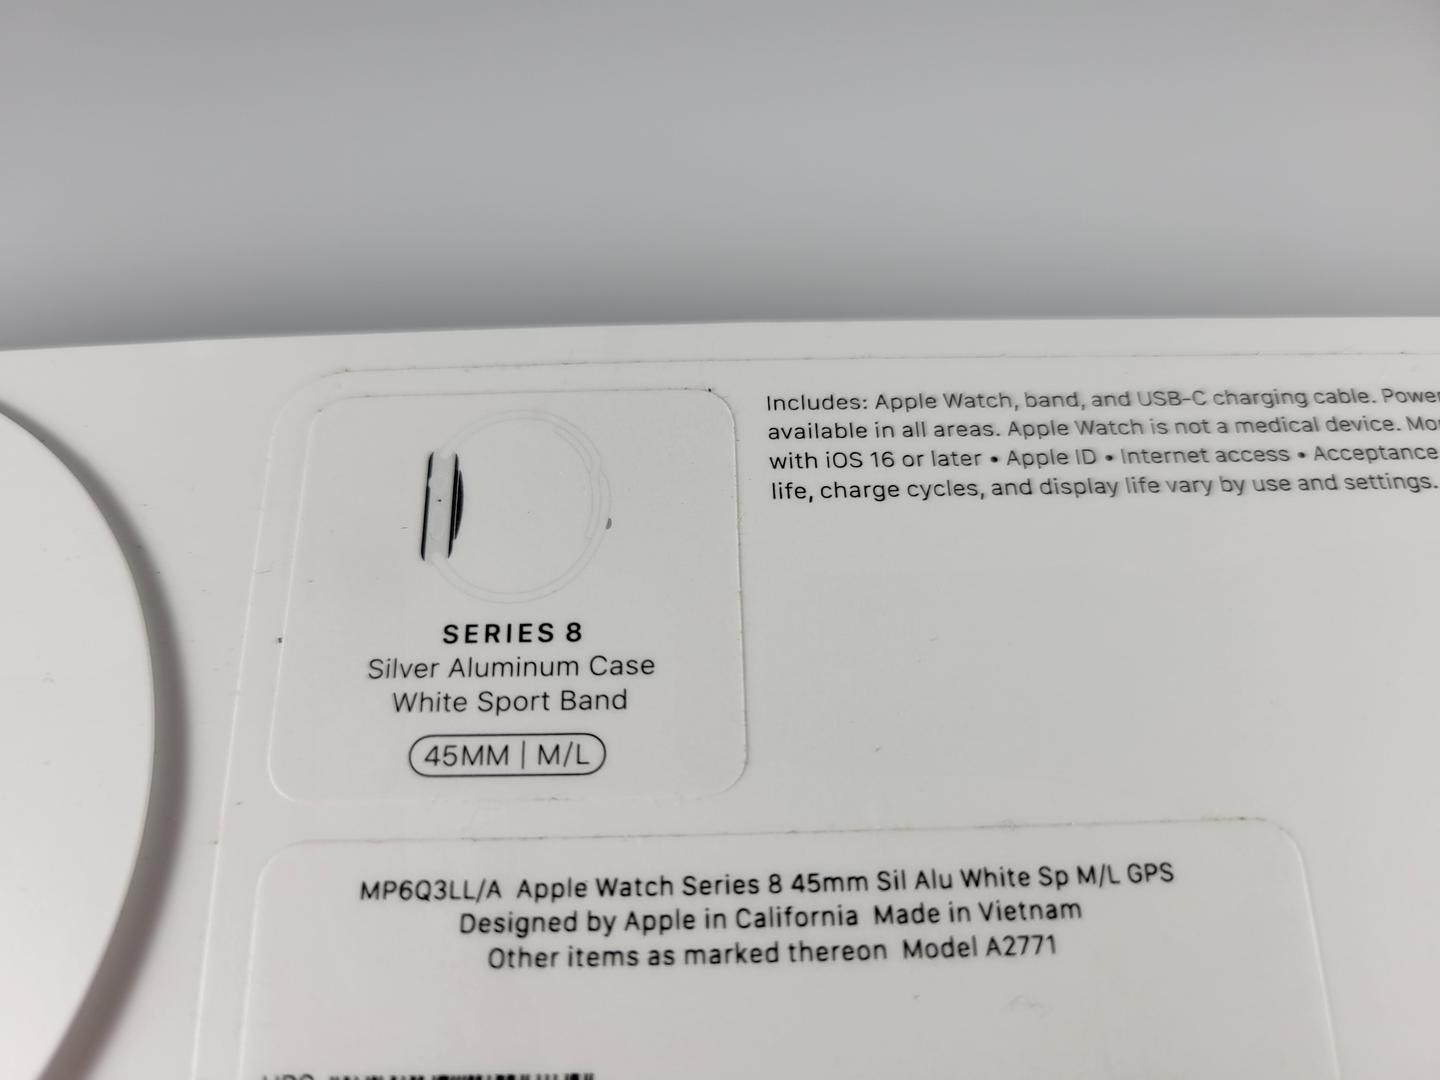 Includes: Apple Watch, band, and USB-C charging cable. Power
available in all areas. Apple Watch is not a medical device.
with iOS 16 or later • Apple ID • Internet access • Acceptance
life, charge cycles, and display life vary by use and settings.
SERIES 8
Silver Aluminum Case
White Sport Band
45MM | M/L
MP6Q3LL/A Apple Watch Series 8 45mm Sil Alu White Sp M/L GPS
Designed by Apple in California Made in Vietnam
Other items as marked thereon Model A2771